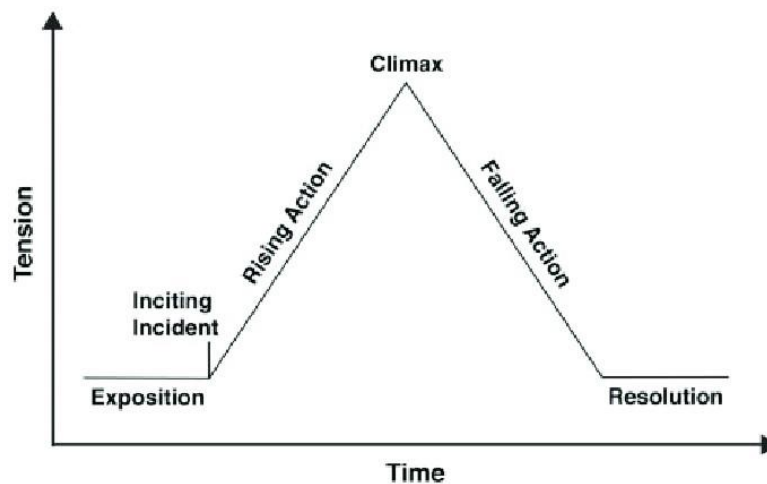 Climax
Tension
Rising Action
Falling Action
Inciting
Incident
Exposition
Resolution
Time